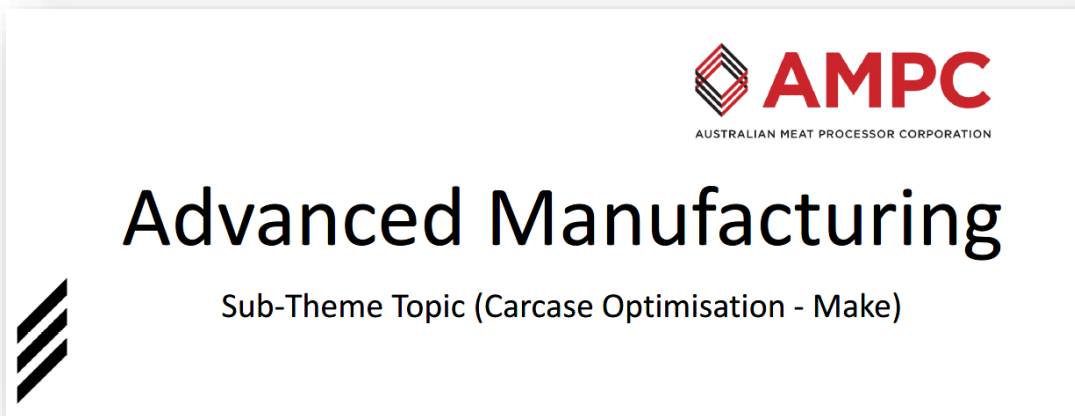 AMPC
AUSTRALIAN MEAT PROCESSOR CORPORATION
Advanced Manufacturing
Sub-Theme Topic (Carcase Optimisation - Make)